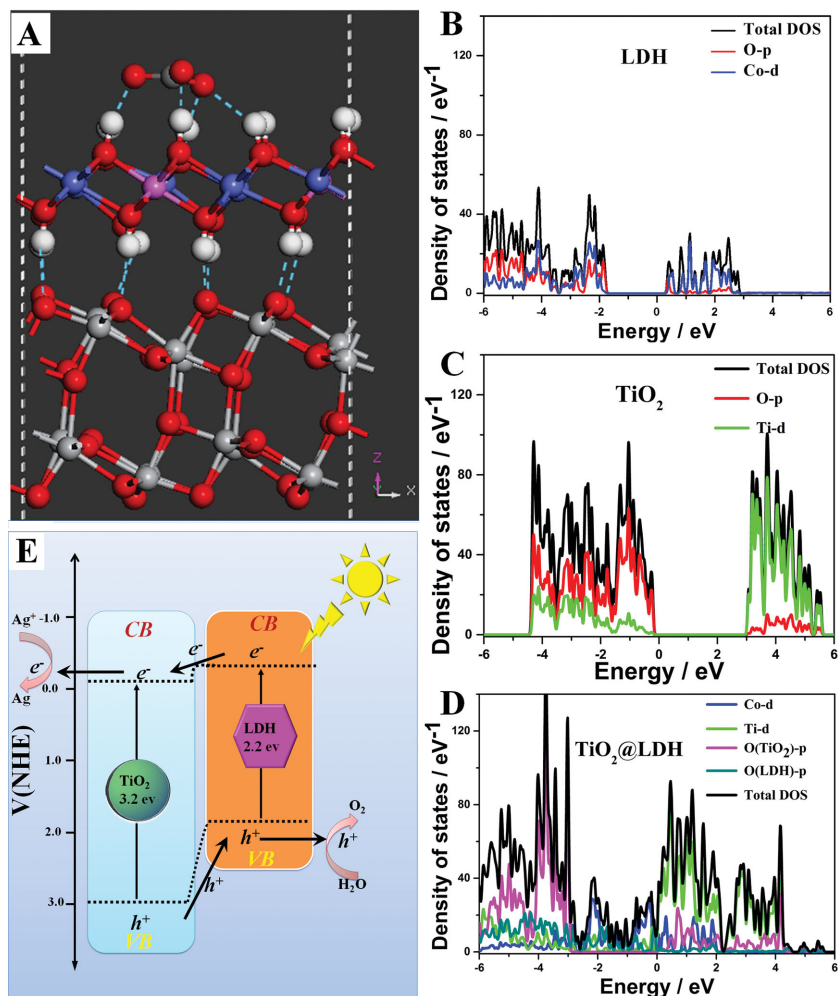 A
Z
Y
X
B
LDH
Total DOS
O-p
Co-d
Density of states / eV-1
120
80
40
0
-6 -4 -2 0 2 4 6
Energy / eV
C
TiO2
Total DOS
O-p
Ti-d
Density of states / eV-1
120
80
40
0
-6 -4 -2 0 2 4 6
Energy / eV
D
TiO2@LDH
Co-d
Ti-d
O(TiO2)-p
O(LDH)-p
Total DOS
Density of states / eV-1
120
80
40
0
-6 -4 -2 0 2 4 6
Energy / eV
E
V(NHE)
-1.0
0.0
1.0
2.0
3.0
Ag+
e-
Ag
CB
e-
TiO2
3.2 ev
h+
VB
e-
h+
CB
e-
LDH
2.2 ev
h+
VB
h+
O2
H2O